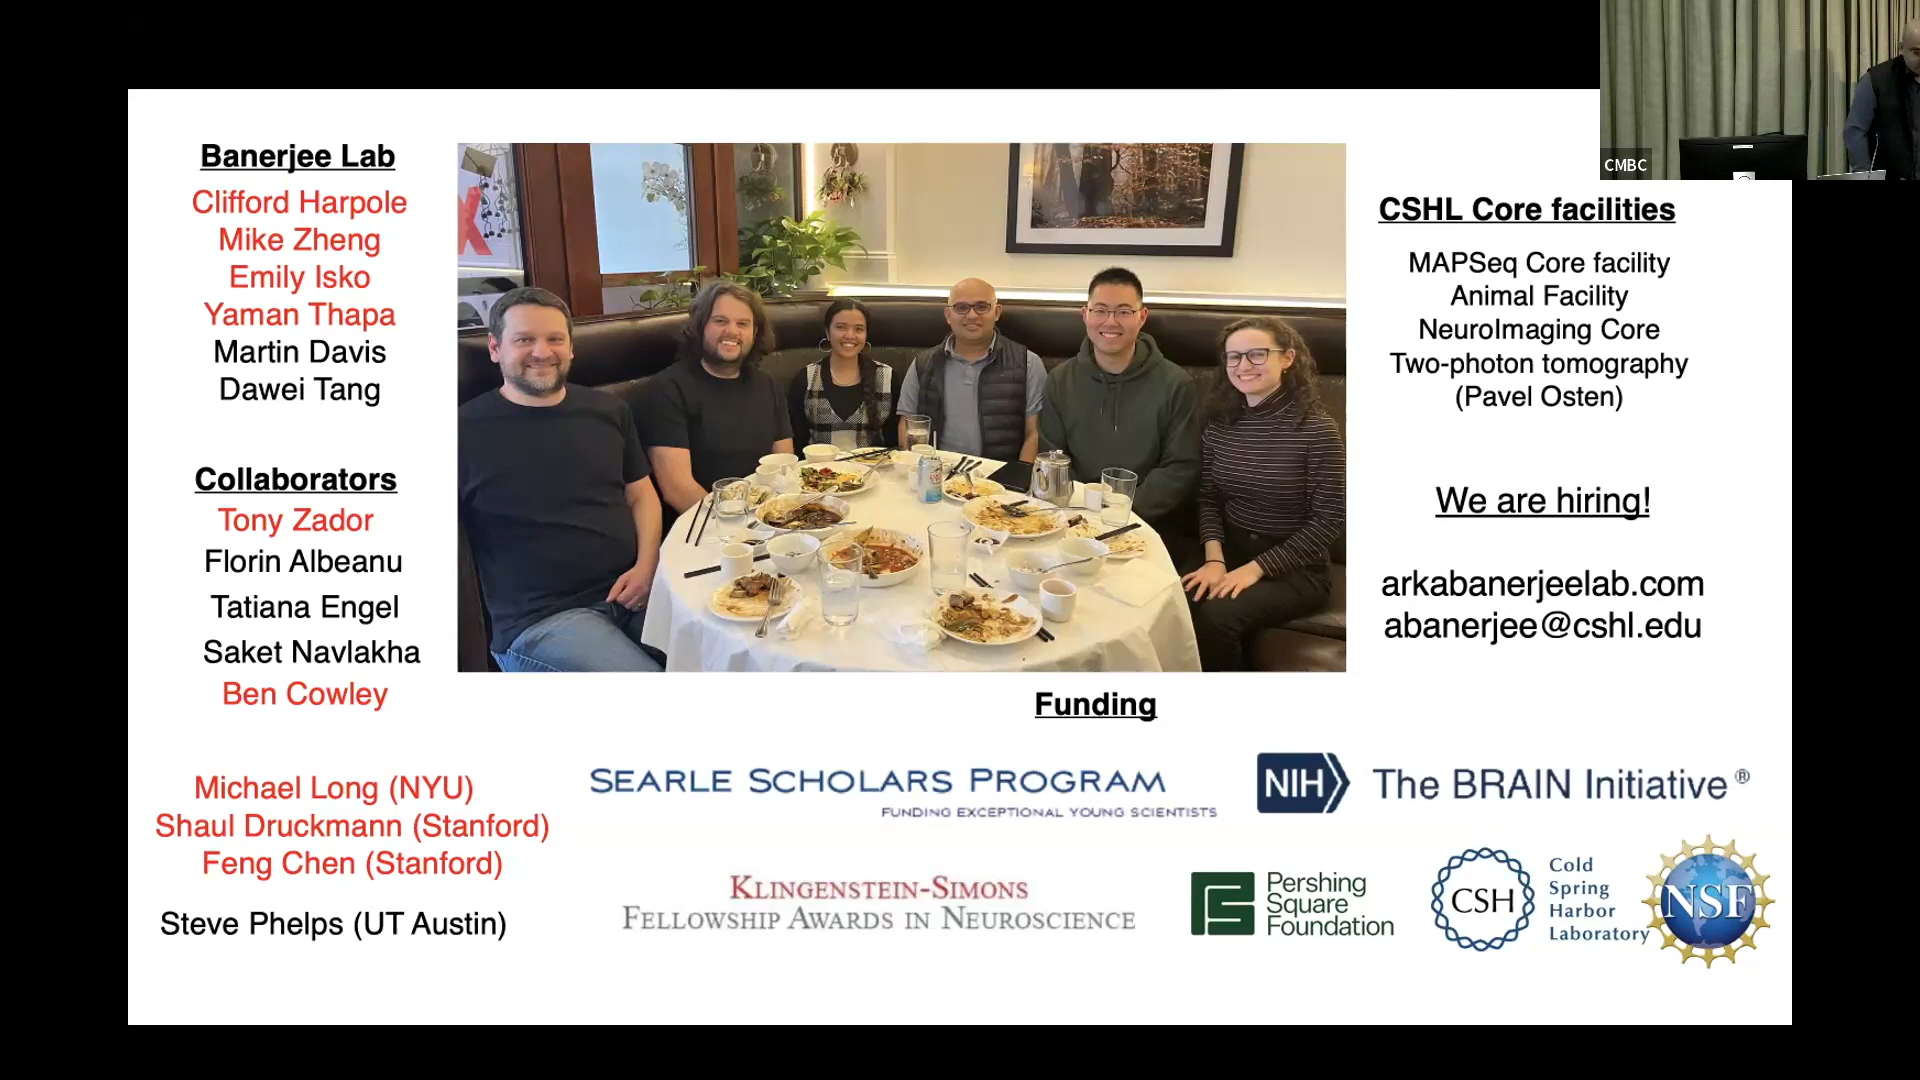 CMBC
Banerjee Lab
Clifford Harpole
Mike Zheng
Emily Isko
Yaman Thapa
Martin Davis
Dawei Tang
Collaborators
Tony Zador
Florin Albeanu
Tatiana Engel
Saket Navlakha
Ben Cowley
Michael Long (NYU)
Shaul Druckmann (Stanford)
Feng Chen (Stanford)
Steve Phelps (UT Austin)
CSHL Core facilities
MAPSeq Core facility
Animal Facility
NeuroImaging Core
Two-photon tomography
(Pavel Osten)
We are hiring!
arkabanerjeelab.com
abanerjee@cshl.edu
Funding
SEARLE SCHOLARS PROGRAM
FUNDING EXCEPTIONAL YOUNG SCIENTISTS
NIH The BRAIN Initiative®
KLINGENSTEIN-SIMONS
FELLOWSHIP AWARDS IN NEUROSCIENCE
Pershing
Square
Foundation
CSH
Cold
Spring
Harbor
Laboratory
NSF